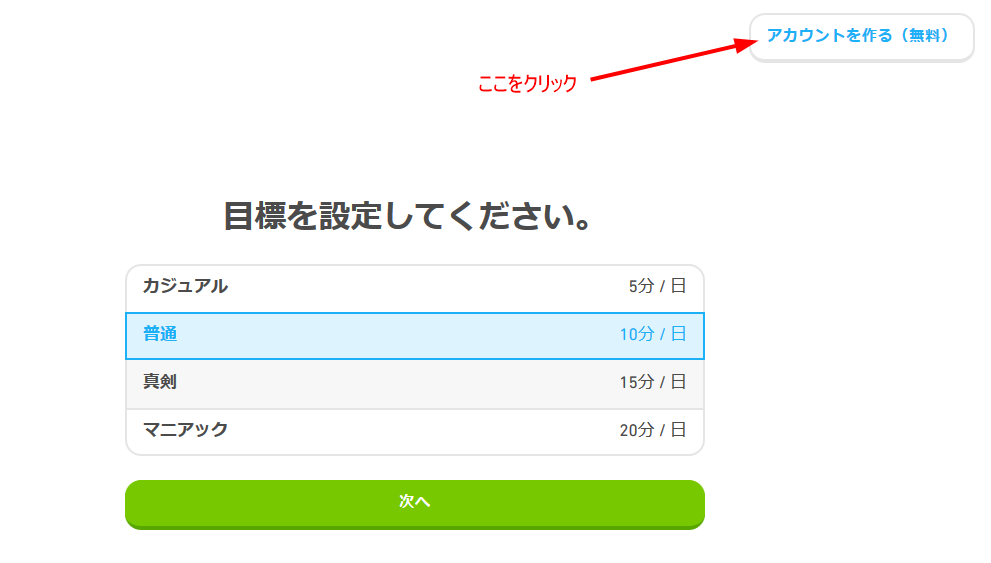 アカウントを作る（無料）
ここをクリック
目標を設定してください。
カジュアル 5分 / 日
普通 10分 / 日
真剣 15分 / 日
マニアック 20分 / 日
次へ